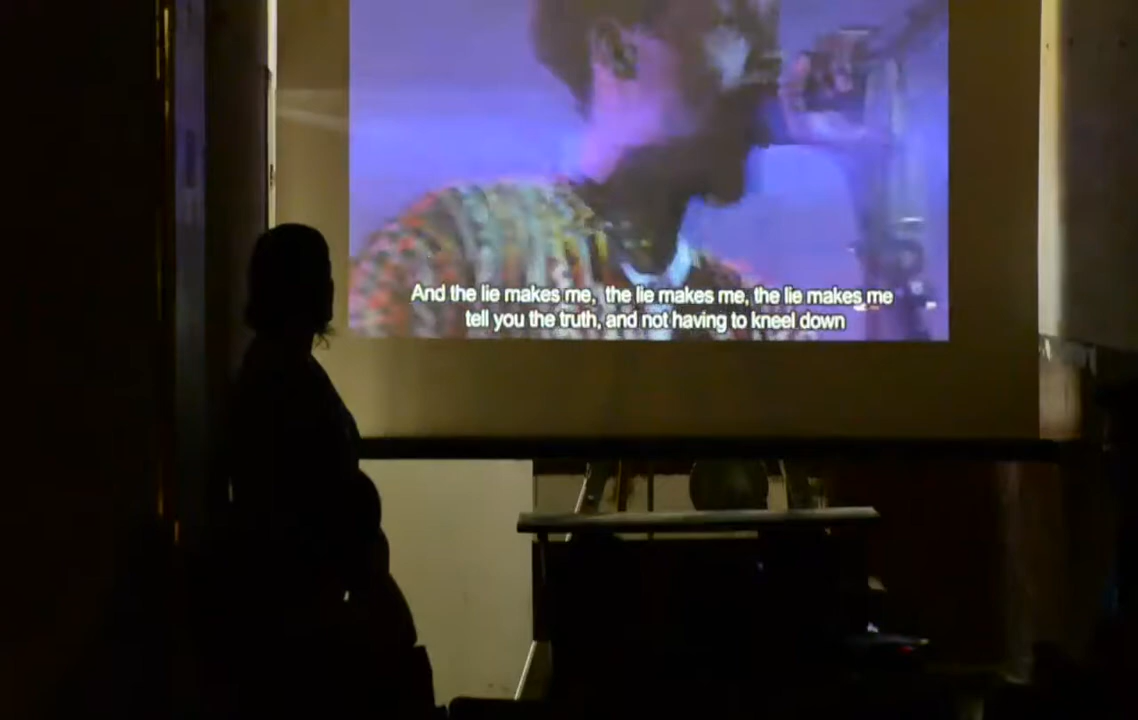 And the lie makes me, the lie makes me, the lie makes me
tell you the truth, and not having to kneel down